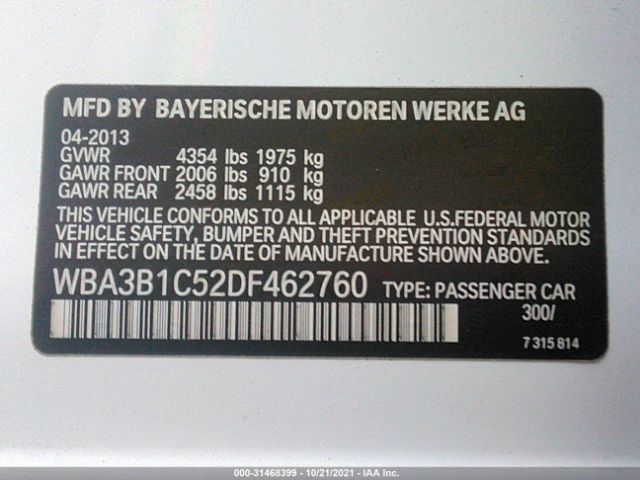 MFD BY BAYERISCHE MOTOREN WERKE AG
04-2013
GVWR 4354 lbs 1975 kg
GAWR FRONT 2006 lbs 910 kg
GAWR REAR 2458 lbs 1115 kg
THIS VEHICLE CONFORMS TO ALL APPLICABLE U.S.FEDERAL MOTOR
VEHICLE SAFETY, BUMPER AND THEFT PREVENTION STANDARDS
IN EFFECT ON THE DATE OF MANUFACTURE SHOWN ABOVE.
WBA3B1C52DF462760 TYPE: PASSENGER CAR
300/
7 315 814
000-31468399 - 10/21/2021 - IAA Inc.